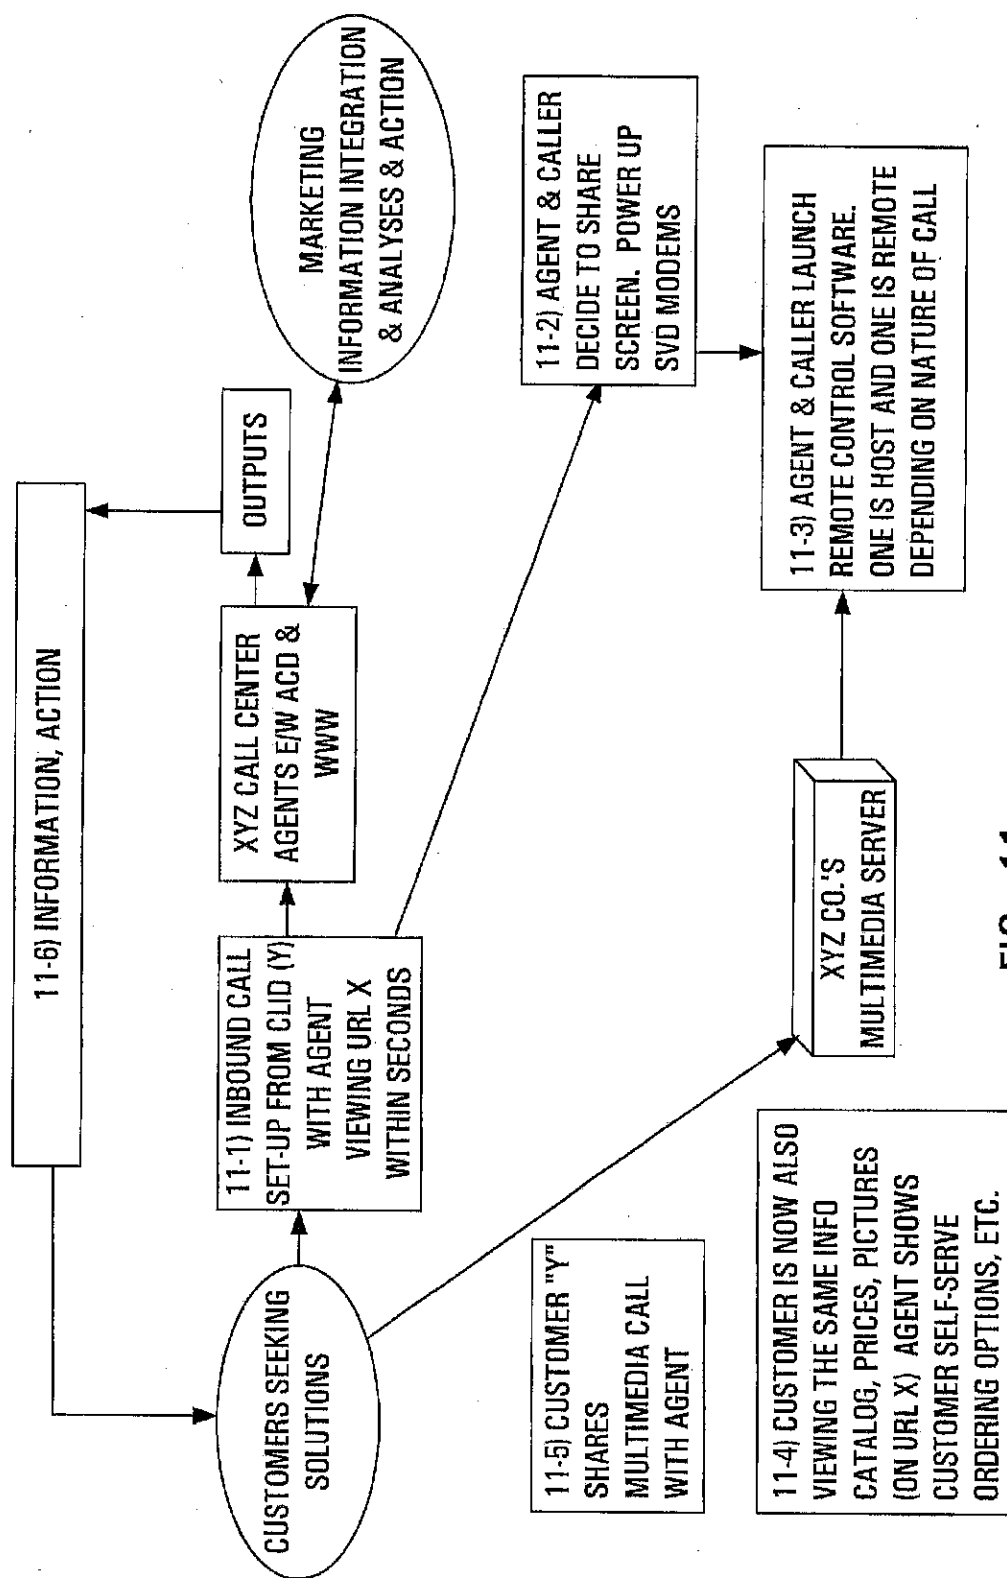 11-6) INFORMATION, ACTION
CUSTOMERS SEEKING
SOLUTIONS
11-1) INBOUND CALL
SET-UP FROM CLID (Y)
WITH AGENT
VIEWING URL X
WITHIN SECONDS
XYZ CALL CENTER
AGENTS E/W ACD &
WWW
OUTPUTS
MARKETING
INFORMATION INTEGRATION
& ANALYSES & ACTION
11-5) CUSTOMER "Y"
SHARES
MULTIMEDIA CALL
WITH AGENT
11-2) AGENT & CALLER
DECIDE TO SHARE
SCREEN. POWER UP
SVD MODEMS
11-4) CUSTOMER IS NOW ALSO
VIEWING THE SAME INFO
CATALOG, PRICES, PICTURES
(ON URL X) AGENT SHOWS
CUSTOMER SELF-SERVE
ORDERING OPTIONS, ETC.
XYZ CO.'S
MULTIMEDIA SERVER
11-3) AGENT & CALLER LAUNCH
REMOTE CONTROL SOFTWARE.
ONE IS HOST AND ONE IS REMOTE
DEPENDING ON NATURE OF CALL